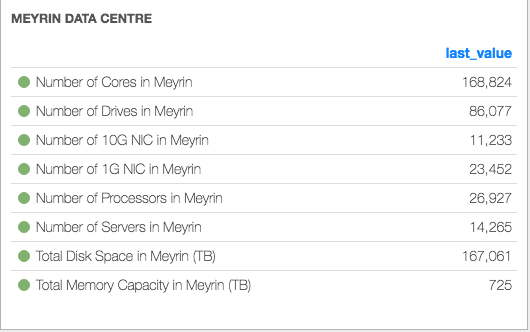 MEYRIN DATA CENTRE
last_value
Number of Cores in Meyrin 168,824
Number of Drives in Meyrin 86,077
Number of 10G NIC in Meyrin 11,233
Number of 1G NIC in Meyrin 23,452
Number of Processors in Meyrin 26,927
Number of Servers in Meyrin 14,265
Total Disk Space in Meyrin (TB) 167,061
Total Memory Capacity in Meyrin (TB) 725